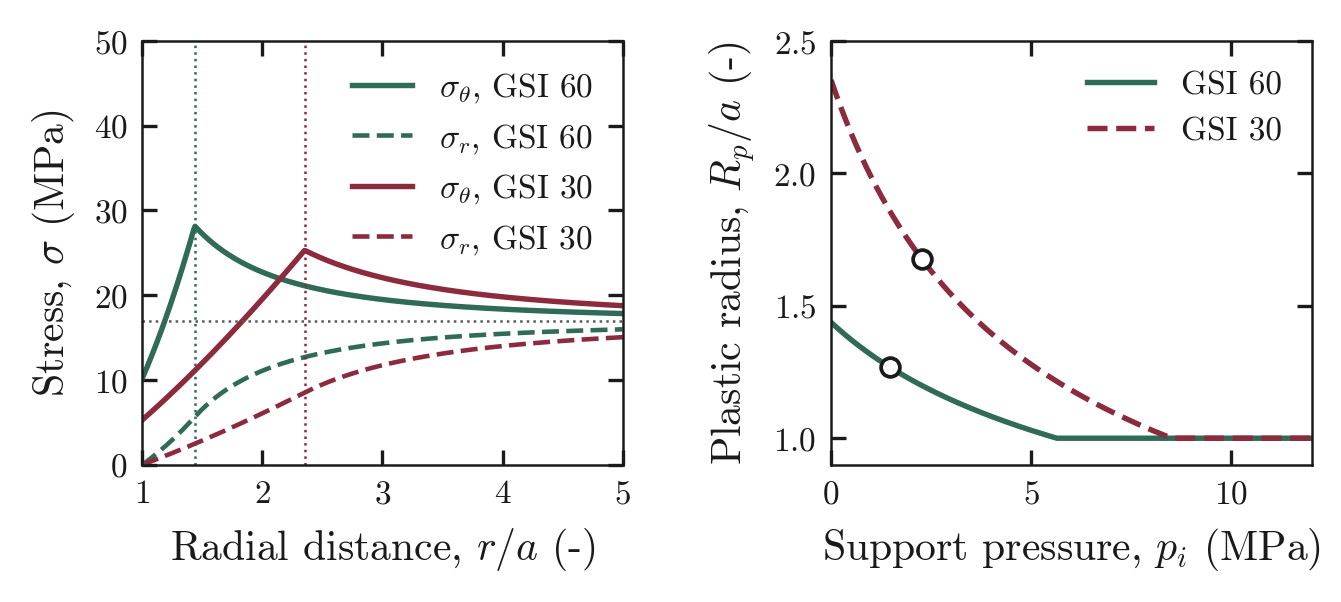 50
40
30
20
10
0
1
2
3
4
5
Stress, σ (MPa)
Radial distance, r/a (-)
σθ, GSI 60
σr, GSI 60
σθ, GSI 30
σr, GSI 30
2.5
2.0
1.5
1.0
0
5
10
Plastic radius, Rp/a (-)
Support pressure, pi (MPa)
GSI 60
GSI 30